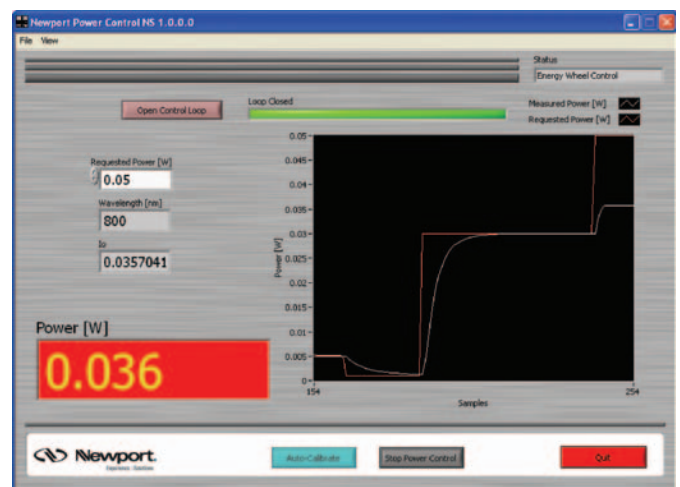 Newport Power Control NS 1.0.0.0
File View
Status
Energy Wheel Control
Open Control Loop
Loop Closed
Measured Power [W]
Requested Power [W]
Requested Power [W]
0.05
Wavelength [nm]
800
Io
0.0357041
Power [W]
0.036
Power [W]
0.05
0.045
0.04
0.035
0.03
0.025
0.02
0.015
0.01
0.005
0
154
254
Samples
Newport
Experience | Solutions
Auto-Calibrate
Stop Power Control
Quit